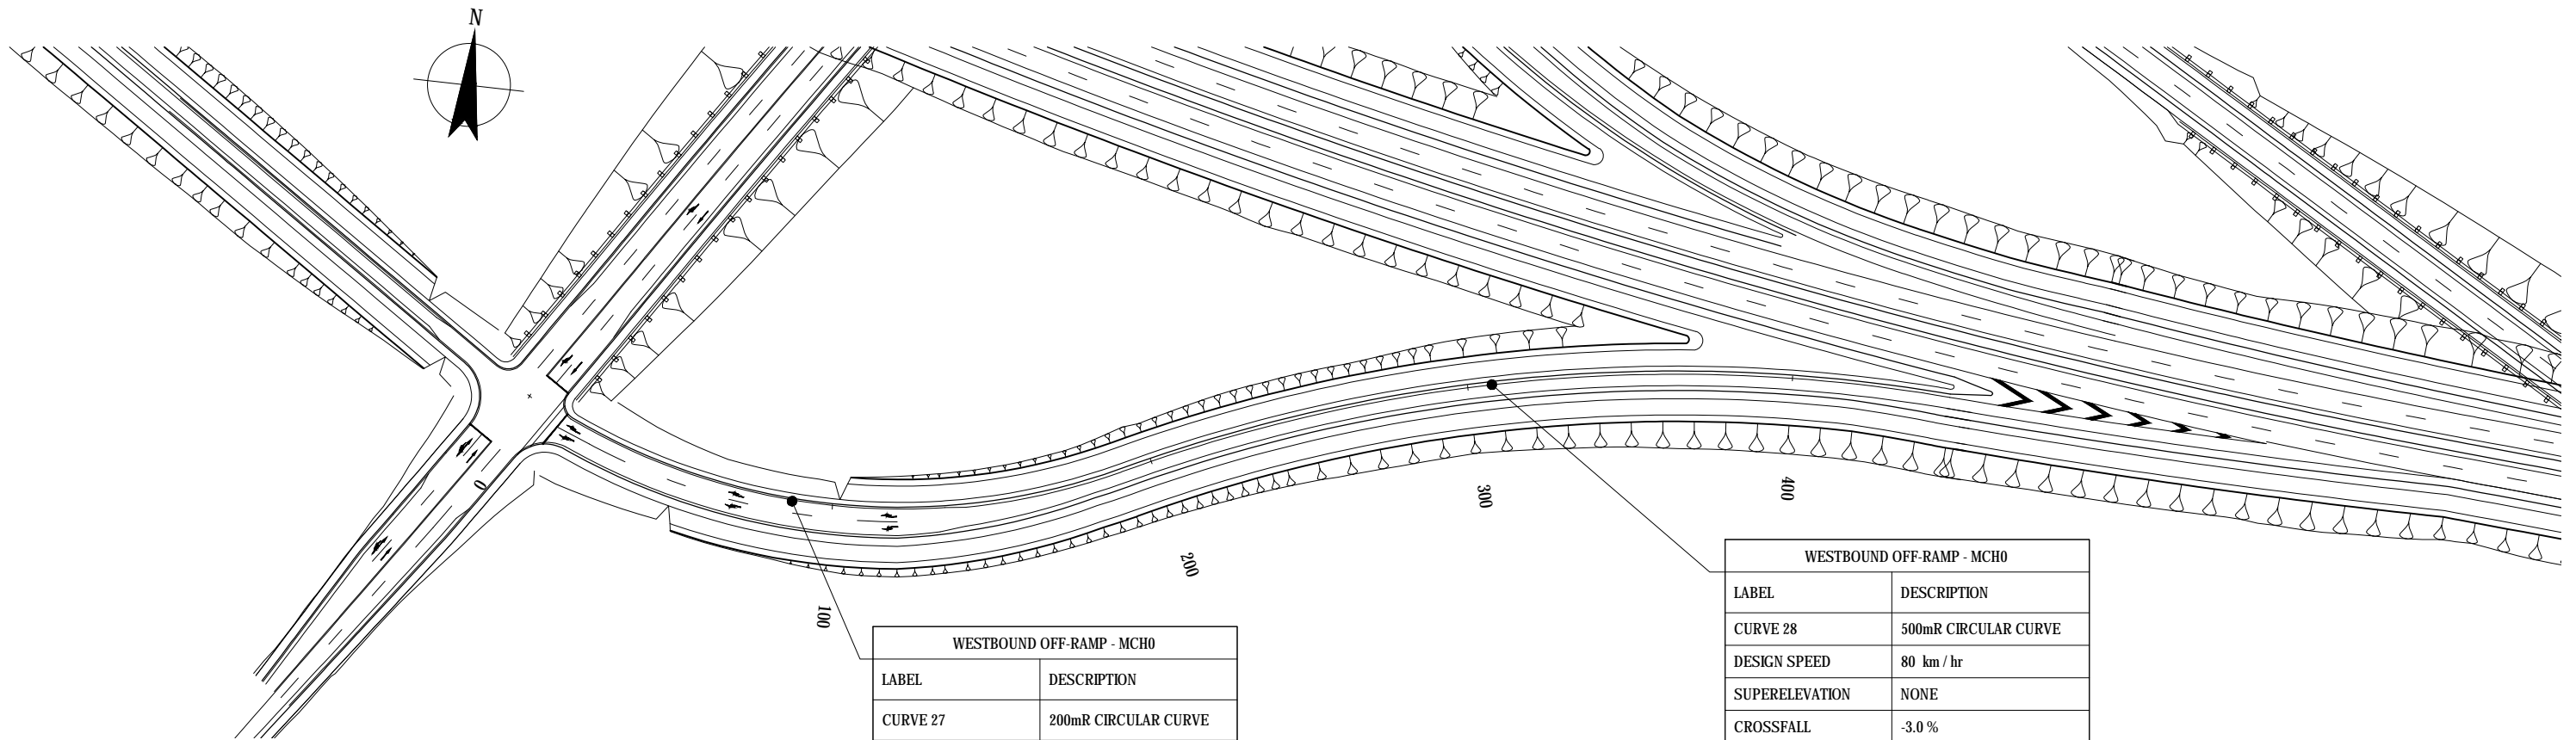 N
0
100
200
300
400
WESTBOUND OFF-RAMP - MCH0
LABEL DESCRIPTION
CURVE 27 200mR CIRCULAR CURVE
WESTBOUND OFF-RAMP - MCH0
LABEL DESCRIPTION
CURVE 28 500mR CIRCULAR CURVE
DESIGN SPEED 80 km / hr
SUPERELEVATION NONE
CROSSFALL -3.0 %